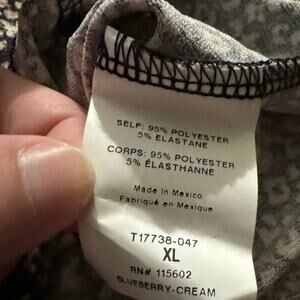 SELF: 95% POLYESTER
5% ELASTANE
CORPS: 95% POLYESTER
5% ÉLASTHANNE
Made in Mexico
Fabriqué en Mexique
T17738-047
XL
RN# 115602
BLUEBERRY-CREAM